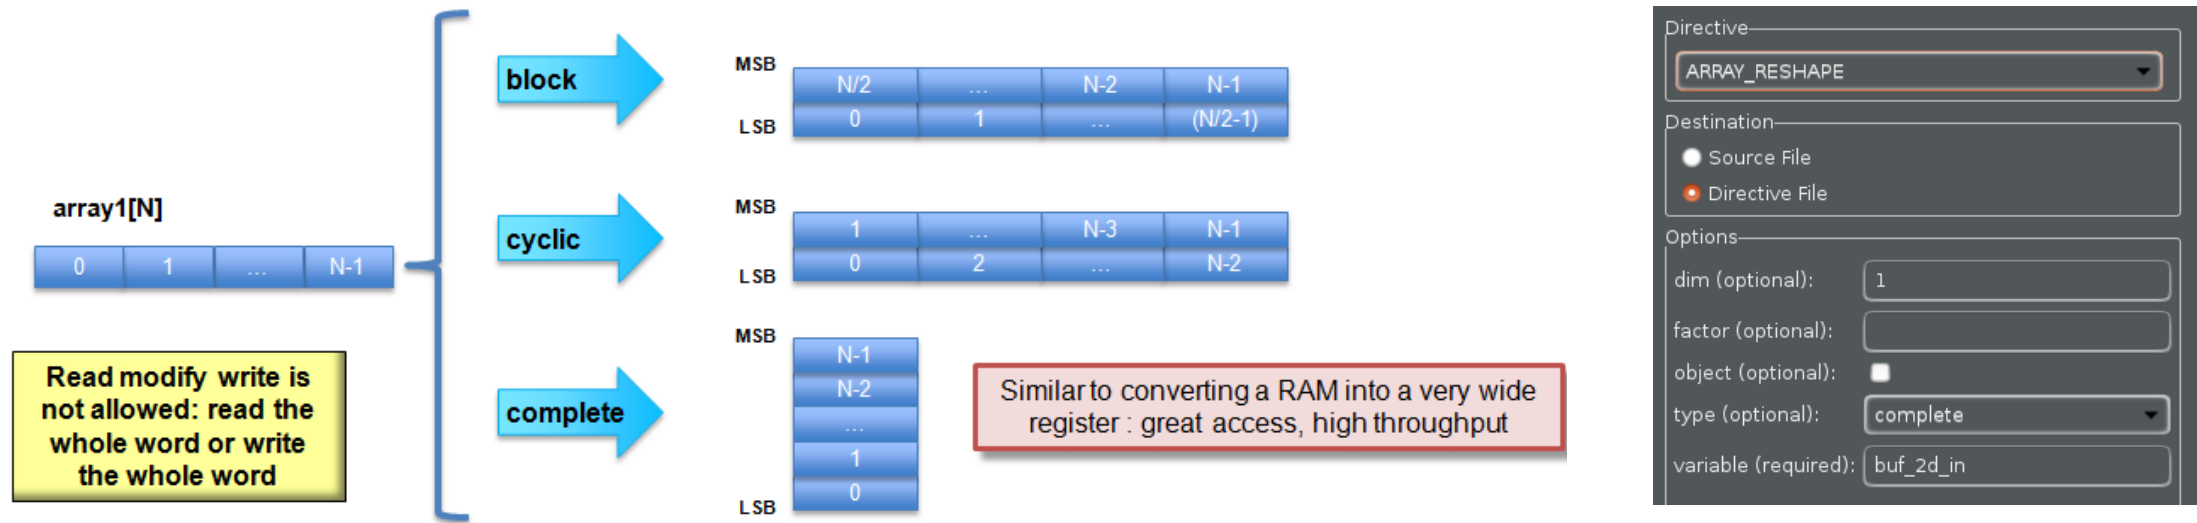 array1[N]
0 1 ... N-1
Read modify write is
not allowed: read the
whole word or write
the whole word
block
MSB
N/2 ... N-2 N-1
LSB
0 1 ... (N/2-1)
cyclic
MSB
1 ... N-3 N-1
LSB
0 2 ... N-2
complete
MSB
N-1
N-2
...
1
0
LSB
Similar to converting a RAM into a very wide
register : great access, high throughput
Directive
ARRAY_RESHAPE
Destination
Source File
Directive File
Options
dim (optional): 1
factor (optional):
object (optional):
type (optional): complete
variable (required): buf_2d_in